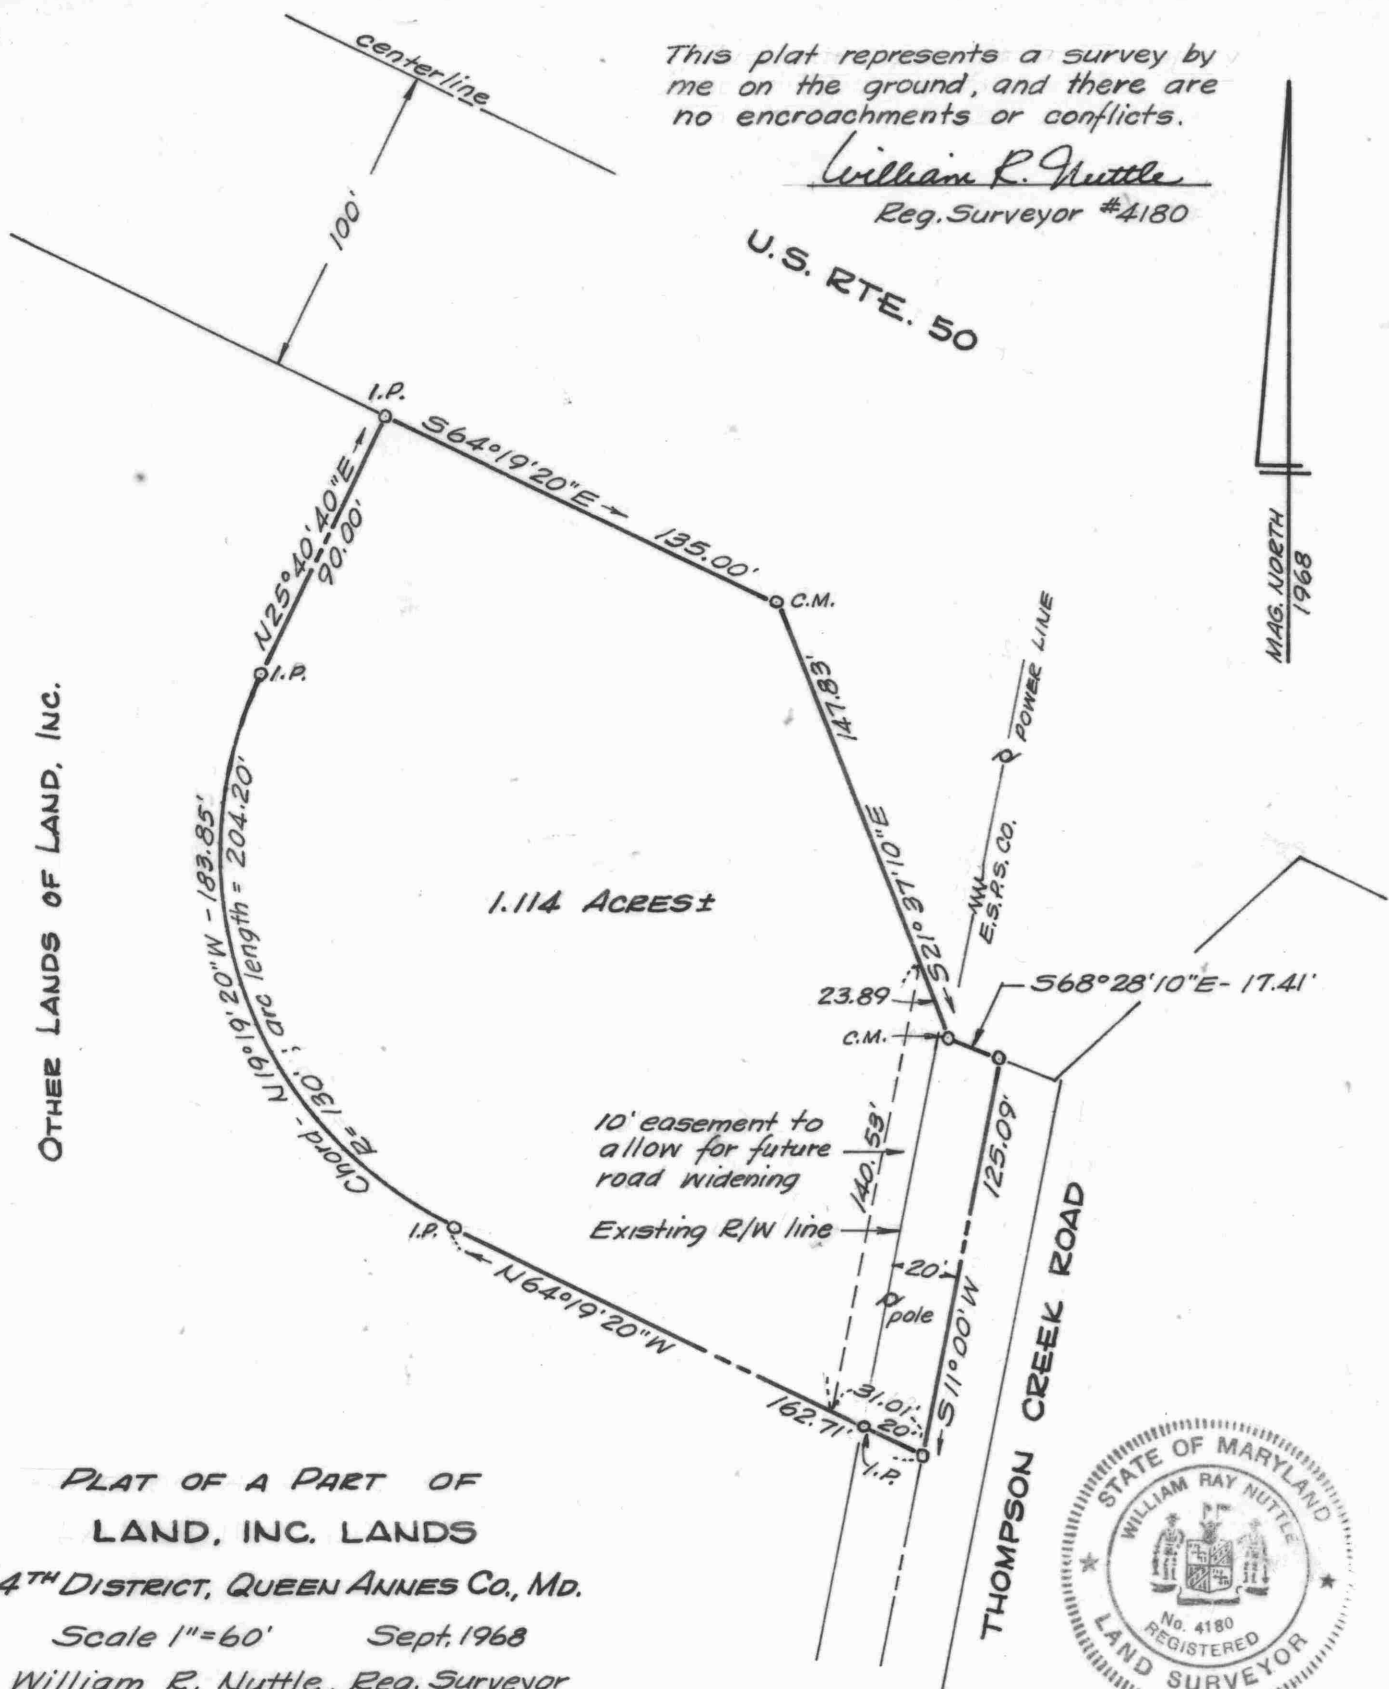 This plat represents a survey by
me on the ground, and there are
no encroachments or conflicts.
William R. Nuttle
Reg. Surveyor #4180
centerline
100'
U.S. RTE. 50
I.P.
S64°19'20"E
135.00'
C.M.
N25°40'40"E
90.00'
I.P.
MAG. NORTH
1968
147.83'
S21°37'10"E
POWER LINE
E.S.P.S. CO.
OTHER LANDS OF LAND, INC.
Chord - N19°19'20"W - 183.85'
R=130' ; arc length = 204.20'
1.114 ACRES±
23.89
C.M.
S68°28'10"E - 17.41'
10' easement to
allow for future
road widening
140.53'
125.09'
Existing R/W line
I.P.
N64°19'20"W
20'
pole
S11°00'W
31.01'
162.71'
20'
I.P.
THOMPSON CREEK ROAD
PLAT OF A PART OF
LAND, INC. LANDS
4TH DISTRICT, QUEEN ANNES CO., MD.
Scale 1"=60' Sept. 1968
William R. Nuttle, Reg. Surveyor
STATE OF MARYLAND
WILLIAM RAY NUTTLE
No. 4180
REGISTERED
LAND SURVEYOR